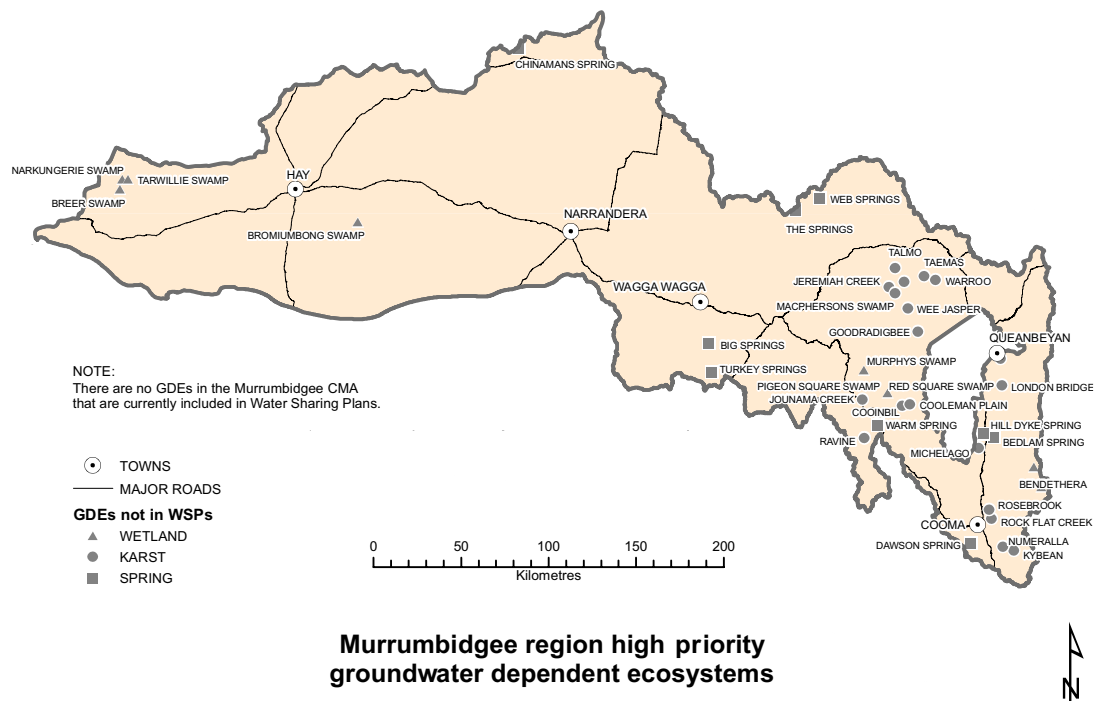 CHINAMANS SPRING
NARKUNGERIE SWAMP
TARWILLIE SWAMP
BREER SWAMP
HAY
BROMIUMBONG SWAMP
NARRANDERA
WEB SPRINGS
THE SPRINGS
TALMO
TAEMAS
JEREMIAH CREEK
WARROO
WAGGA WAGGA
MACPHERSONS SWAMP
WEE JASPER
GOODRADIGBEE
QUEANBEYAN
BIG SPRINGS
MURPHYS SWAMP
TURKEY SPRINGS
PIGEON SQUARE SWAMP
RED SQUARE SWAMP
LONDON BRIDGE
JOUNAMA CREEK
COOINBIL
COOLEMAN PLAIN
WARM SPRING
HILL DYKE SPRING
RAVINE
BEDLAM SPRING
MICHELAGO
BENDETHERA
ROSEBROOK
COOMA
ROCK FLAT CREEK
DAWSON SPRING
NUMERALLA
KYBEAN
NOTE:
There are no GDEs in the Murrumbidgee CMA
that are currently included in Water Sharing Plans.
TOWNS
MAJOR ROADS
GDEs not in WSPs
WETLAND
KARST
SPRING
0 50 100 150 200
Kilometres
Murrumbidgee region high priority
groundwater dependent ecosystems
N